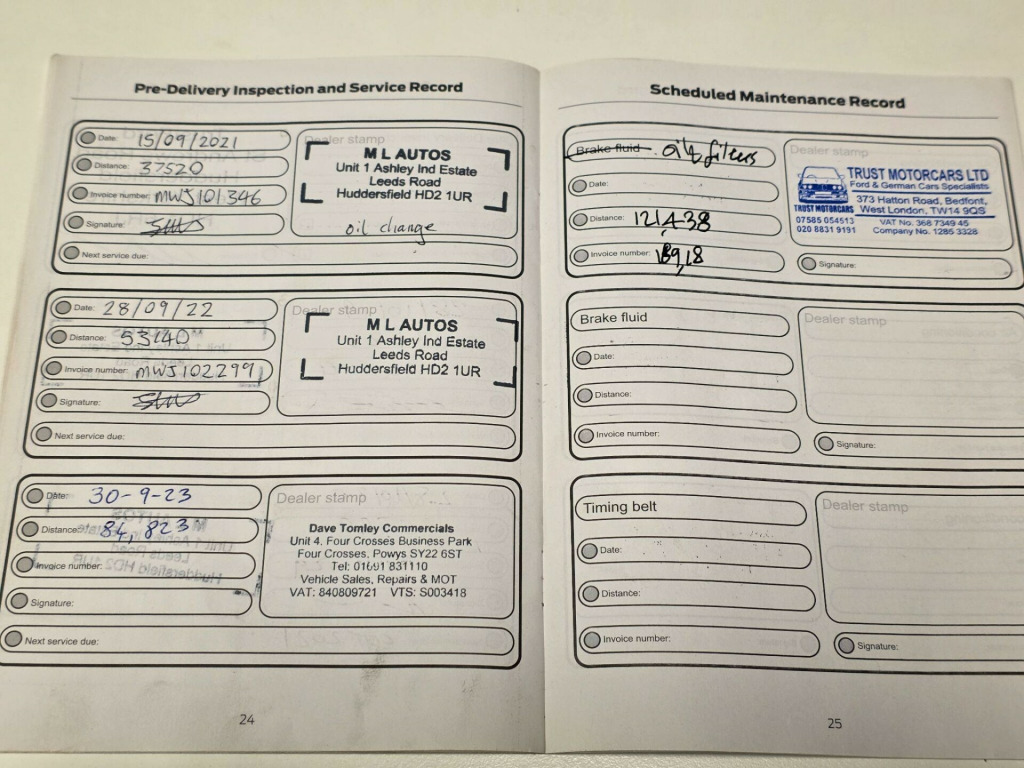 Pre-Delivery Inspection and Service Record
Date: 15/09/2021
Distance: 37520
Invoice number: MWJ101346
Signature:
Next service due:
Dealer stamp
M L AUTOS
Unit 1 Ashley Ind Estate
Leeds Road
Huddersfield HD2 1UR
oil change
Date: 28/09/22
Distance: 53140
Invoice number: MWJ102299
Signature:
Next service due:
Dealer stamp
M L AUTOS
Unit 1 Ashley Ind Estate
Leeds Road
Huddersfield HD2 1UR
Date: 30-9-23
Distance: 84,823
Invoice number:
Signature:
Next service due:
Dealer stamp
Dave Tomley Commercials
Unit 4, Four Crosses Business Park
Four Crosses, Powys SY22 6ST
Tel: 01691 831110
Vehicle Sales, Repairs & MOT
VAT: 840809721 VTS: S003418
24
Scheduled Maintenance Record
Brake fluid oil & filters
Date:
Distance: 121,438
Invoice number:
Dealer stamp
TRUST MOTORCARS LTD
Ford & German Cars Specialists
373 Hatton Road, Bedfont,
West London, TW14 9QS
TRUST MOTORCARS
07585 054513
020 8831 9191
VAT No. 368 7349 45
Company No. 1285 3328
Signature:
Brake fluid
Date:
Distance:
Invoice number:
Dealer stamp
Signature:
Timing belt
Date:
Distance:
Invoice number:
Dealer stamp
Signature:
25